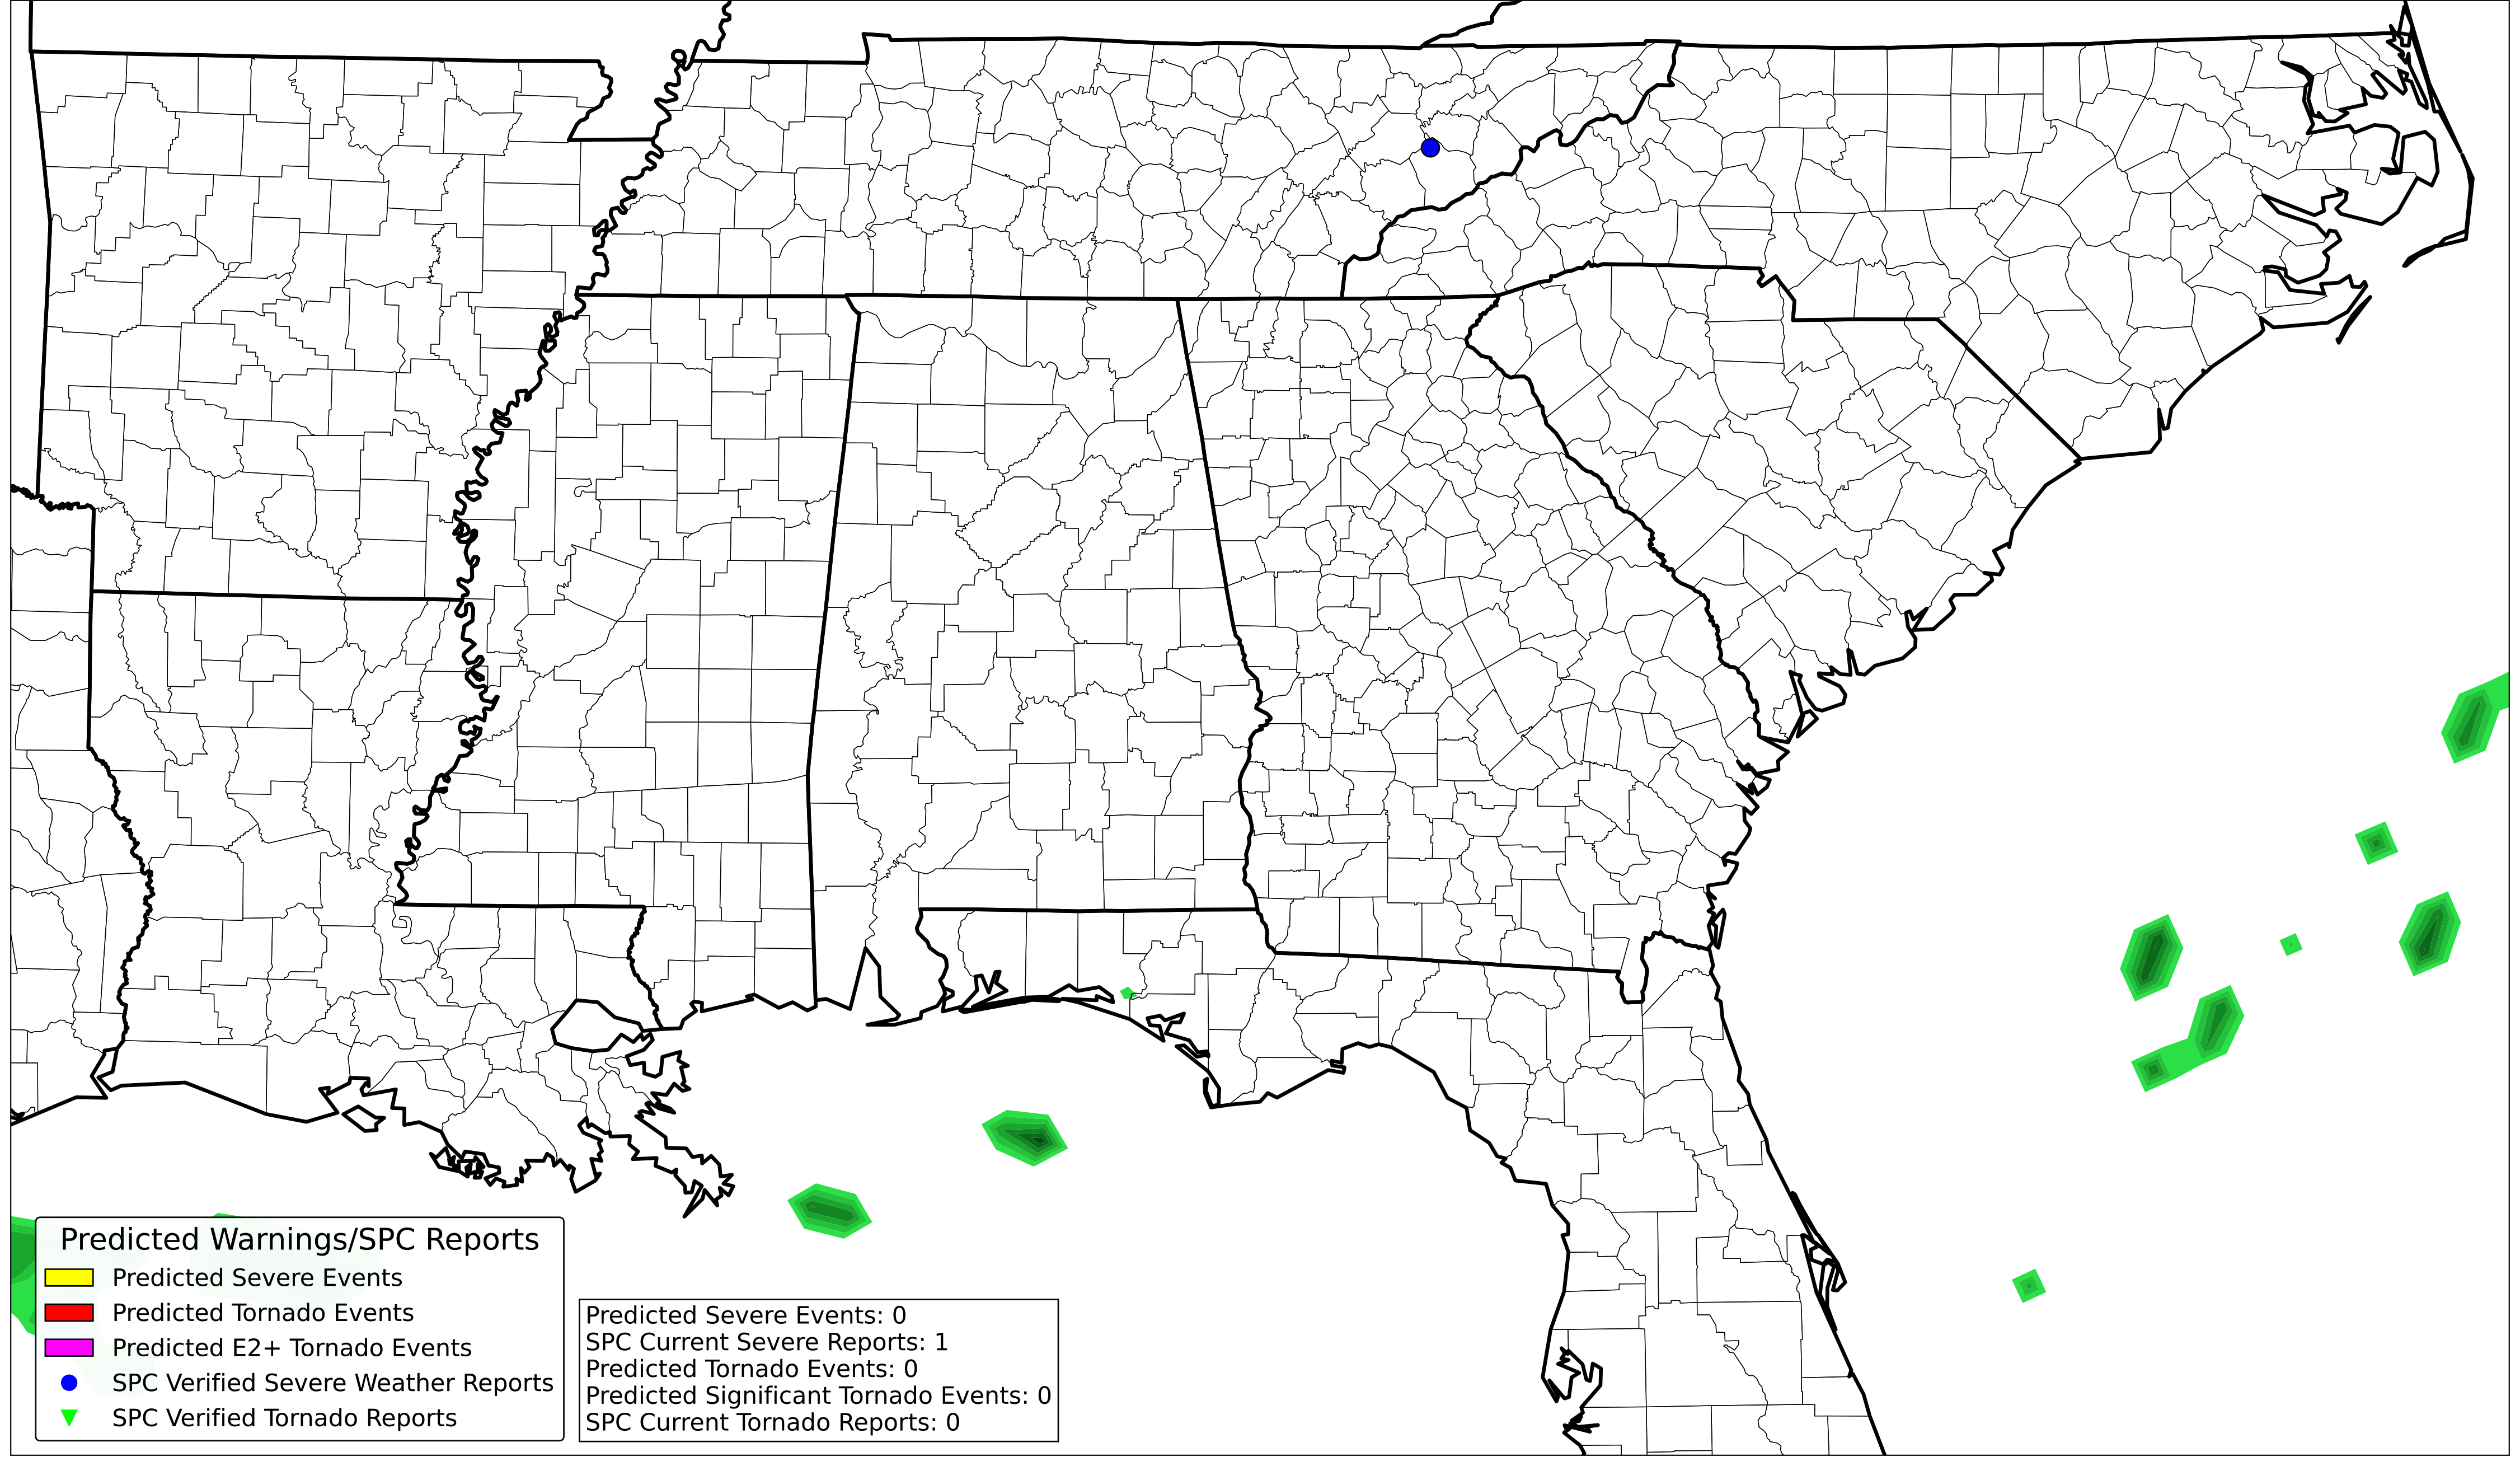 Predicted Warnings/SPC Reports
Predicted Severe Events
Predicted Tornado Events
Predicted E2+ Tornado Events
SPC Verified Severe Weather Reports
SPC Verified Tornado Reports
Predicted Severe Events: 0
SPC Current Severe Reports: 1
Predicted Tornado Events: 0
Predicted Significant Tornado Events: 0
SPC Current Tornado Reports: 0